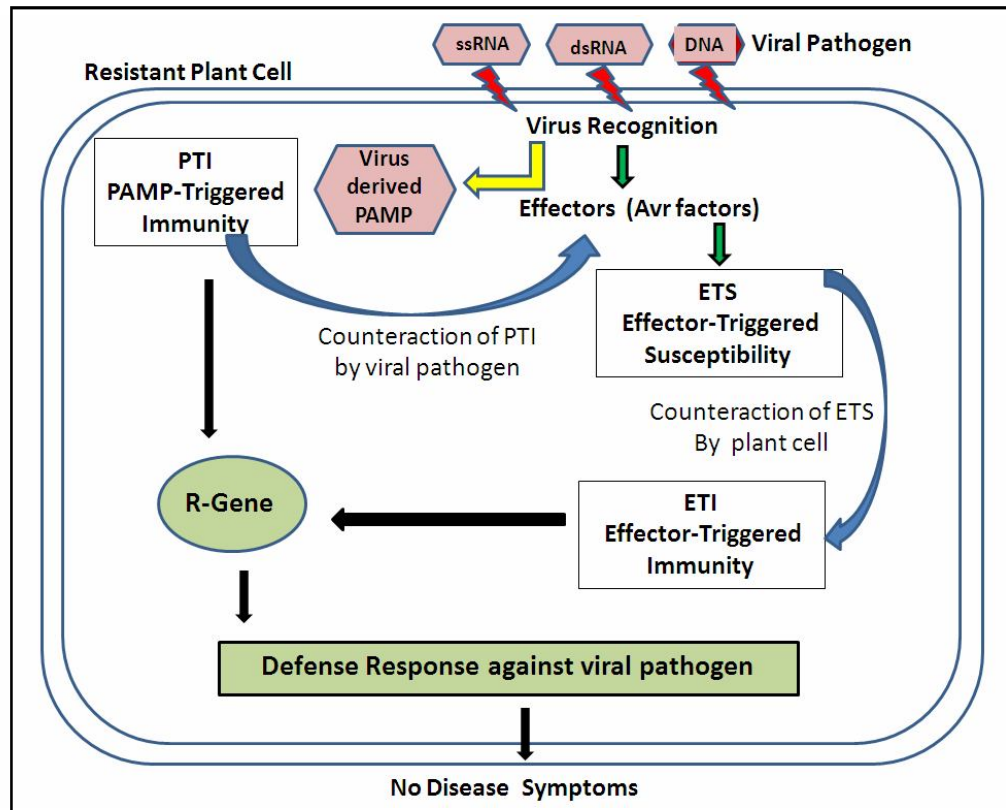 ssRNA
dsRNA
DNA
Viral Pathogen
Resistant Plant Cell
Virus Recognition
PTI
PAMP-Triggered
Immunity
Virus
derived
PAMP
Effectors (Avr factors)
ETS
Effector-Triggered
Susceptibility
Counteraction of PTI
by viral pathogen
Counteraction of ETS
By plant cell
R-Gene
ETI
Effector-Triggered
Immunity
Defense Response against viral pathogen
No Disease Symptoms